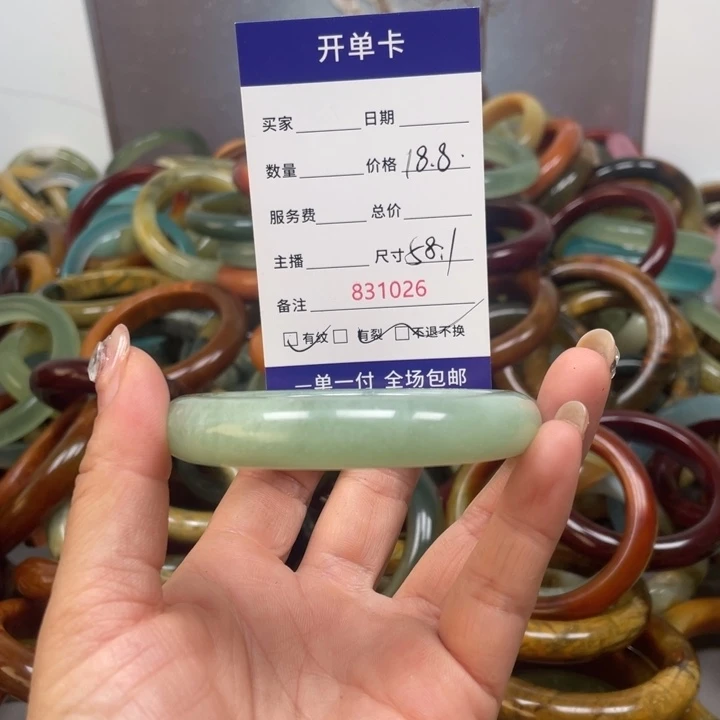 开单卡
买家 日期
数量 价格 18.8.
服务费 总价
主播 尺寸 58.1
备注 831026
有纹 有裂 不退不换
一单一付 全场包邮